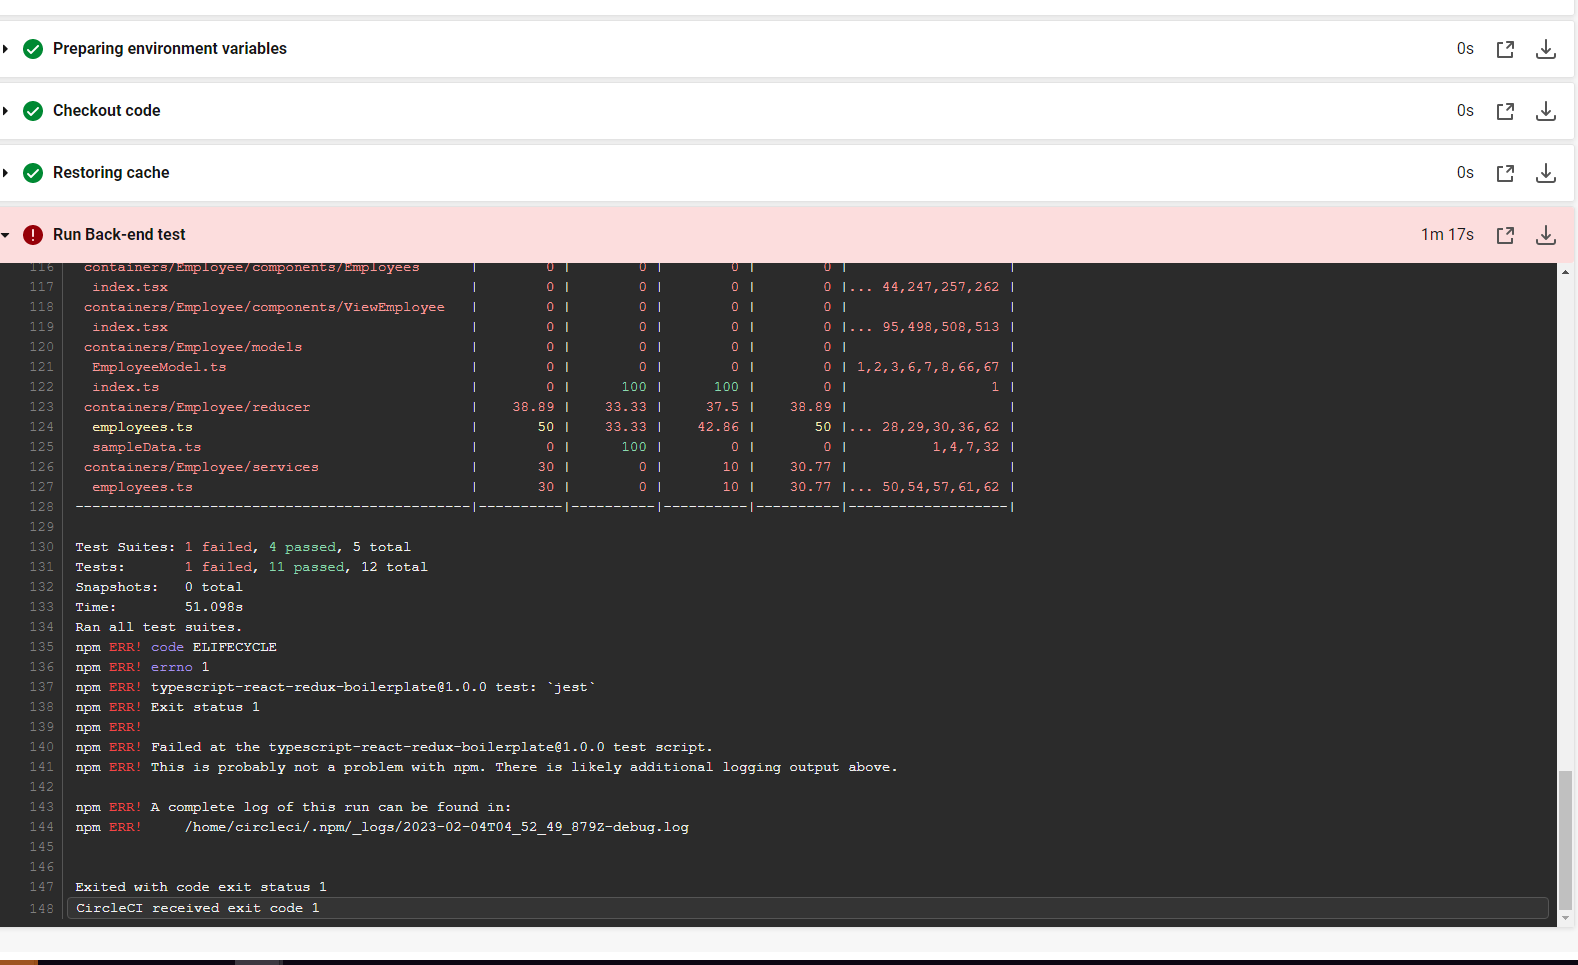 Preparing environment variables 0s
Checkout code 0s
Restoring cache 0s
Run Back-end test 1m 17s
116 containers/Employee/components/Employees | 0 | 0 | 0 | 0 | |
117 index.tsx | 0 | 0 | 0 | 0 |... 44,247,257,262 |
118 containers/Employee/components/ViewEmployee | 0 | 0 | 0 | 0 | |
119 index.tsx | 0 | 0 | 0 | 0 |... 95,498,508,513 |
120 containers/Employee/models | 0 | 0 | 0 | 0 | |
121 EmployeeModel.ts | 0 | 0 | 0 | 0 | 1,2,3,6,7,8,66,67 |
122 index.ts | 0 | 100 | 100 | 0 | 1 |
123 containers/Employee/reducer | 38.89 | 33.33 | 37.5 | 38.89 | |
124 employees.ts | 50 | 33.33 | 42.86 | 50 |... 28,29,30,36,62 |
125 sampleData.ts | 0 | 100 | 0 | 0 | 1,4,7,32 |
126 containers/Employee/services | 30 | 0 | 10 | 30.77 | |
127 employees.ts | 30 | 0 | 10 | 30.77 |... 50,54,57,61,62 |
128 -----------------------------------------------|----------|----------|----------|----------|-------------------|
129
130 Test Suites: 1 failed, 4 passed, 5 total
131 Tests: 1 failed, 11 passed, 12 total
132 Snapshots: 0 total
133 Time: 51.098s
134 Ran all test suites.
135 npm ERR! code ELIFECYCLE
136 npm ERR! errno 1
137 npm ERR! typescript-react-redux-boilerplate@1.0.0 test: `jest`
138 npm ERR! Exit status 1
139 npm ERR!
140 npm ERR! Failed at the typescript-react-redux-boilerplate@1.0.0 test script.
141 npm ERR! This is probably not a problem with npm. There is likely additional logging output above.
142
143 npm ERR! A complete log of this run can be found in:
144 npm ERR! /home/circleci/.npm/_logs/2023-02-04T04_52_49_879Z-debug.log
145
146
147 Exited with code exit status 1
148 CircleCI received exit code 1